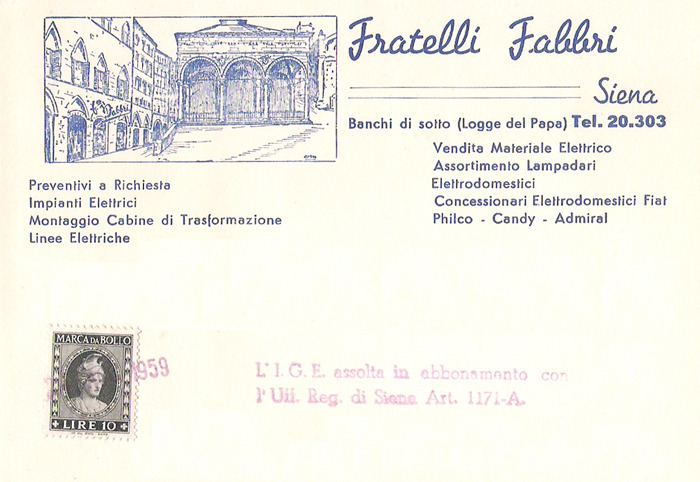 Fratelli Fabbri
Siena
Banchi di sotto (Logge del Papa) Tel. 20.303
Vendita Materiale Elettrico
Assortimento Lampadari
Elettrodomestici
Concessionari Elettrodomestici Fiat
Philco - Candy - Admiral
Fabbri
Preventivi a Richiesta
Impianti Elettrici
Montaggio Cabine di Trasformazione
Linee Elettriche
MARCA DA BOLLO
LIRE 10
1959
L' I. G. E. assolta in abbonamento con
l' Uff. Reg. di Siena Art. 1171-A.